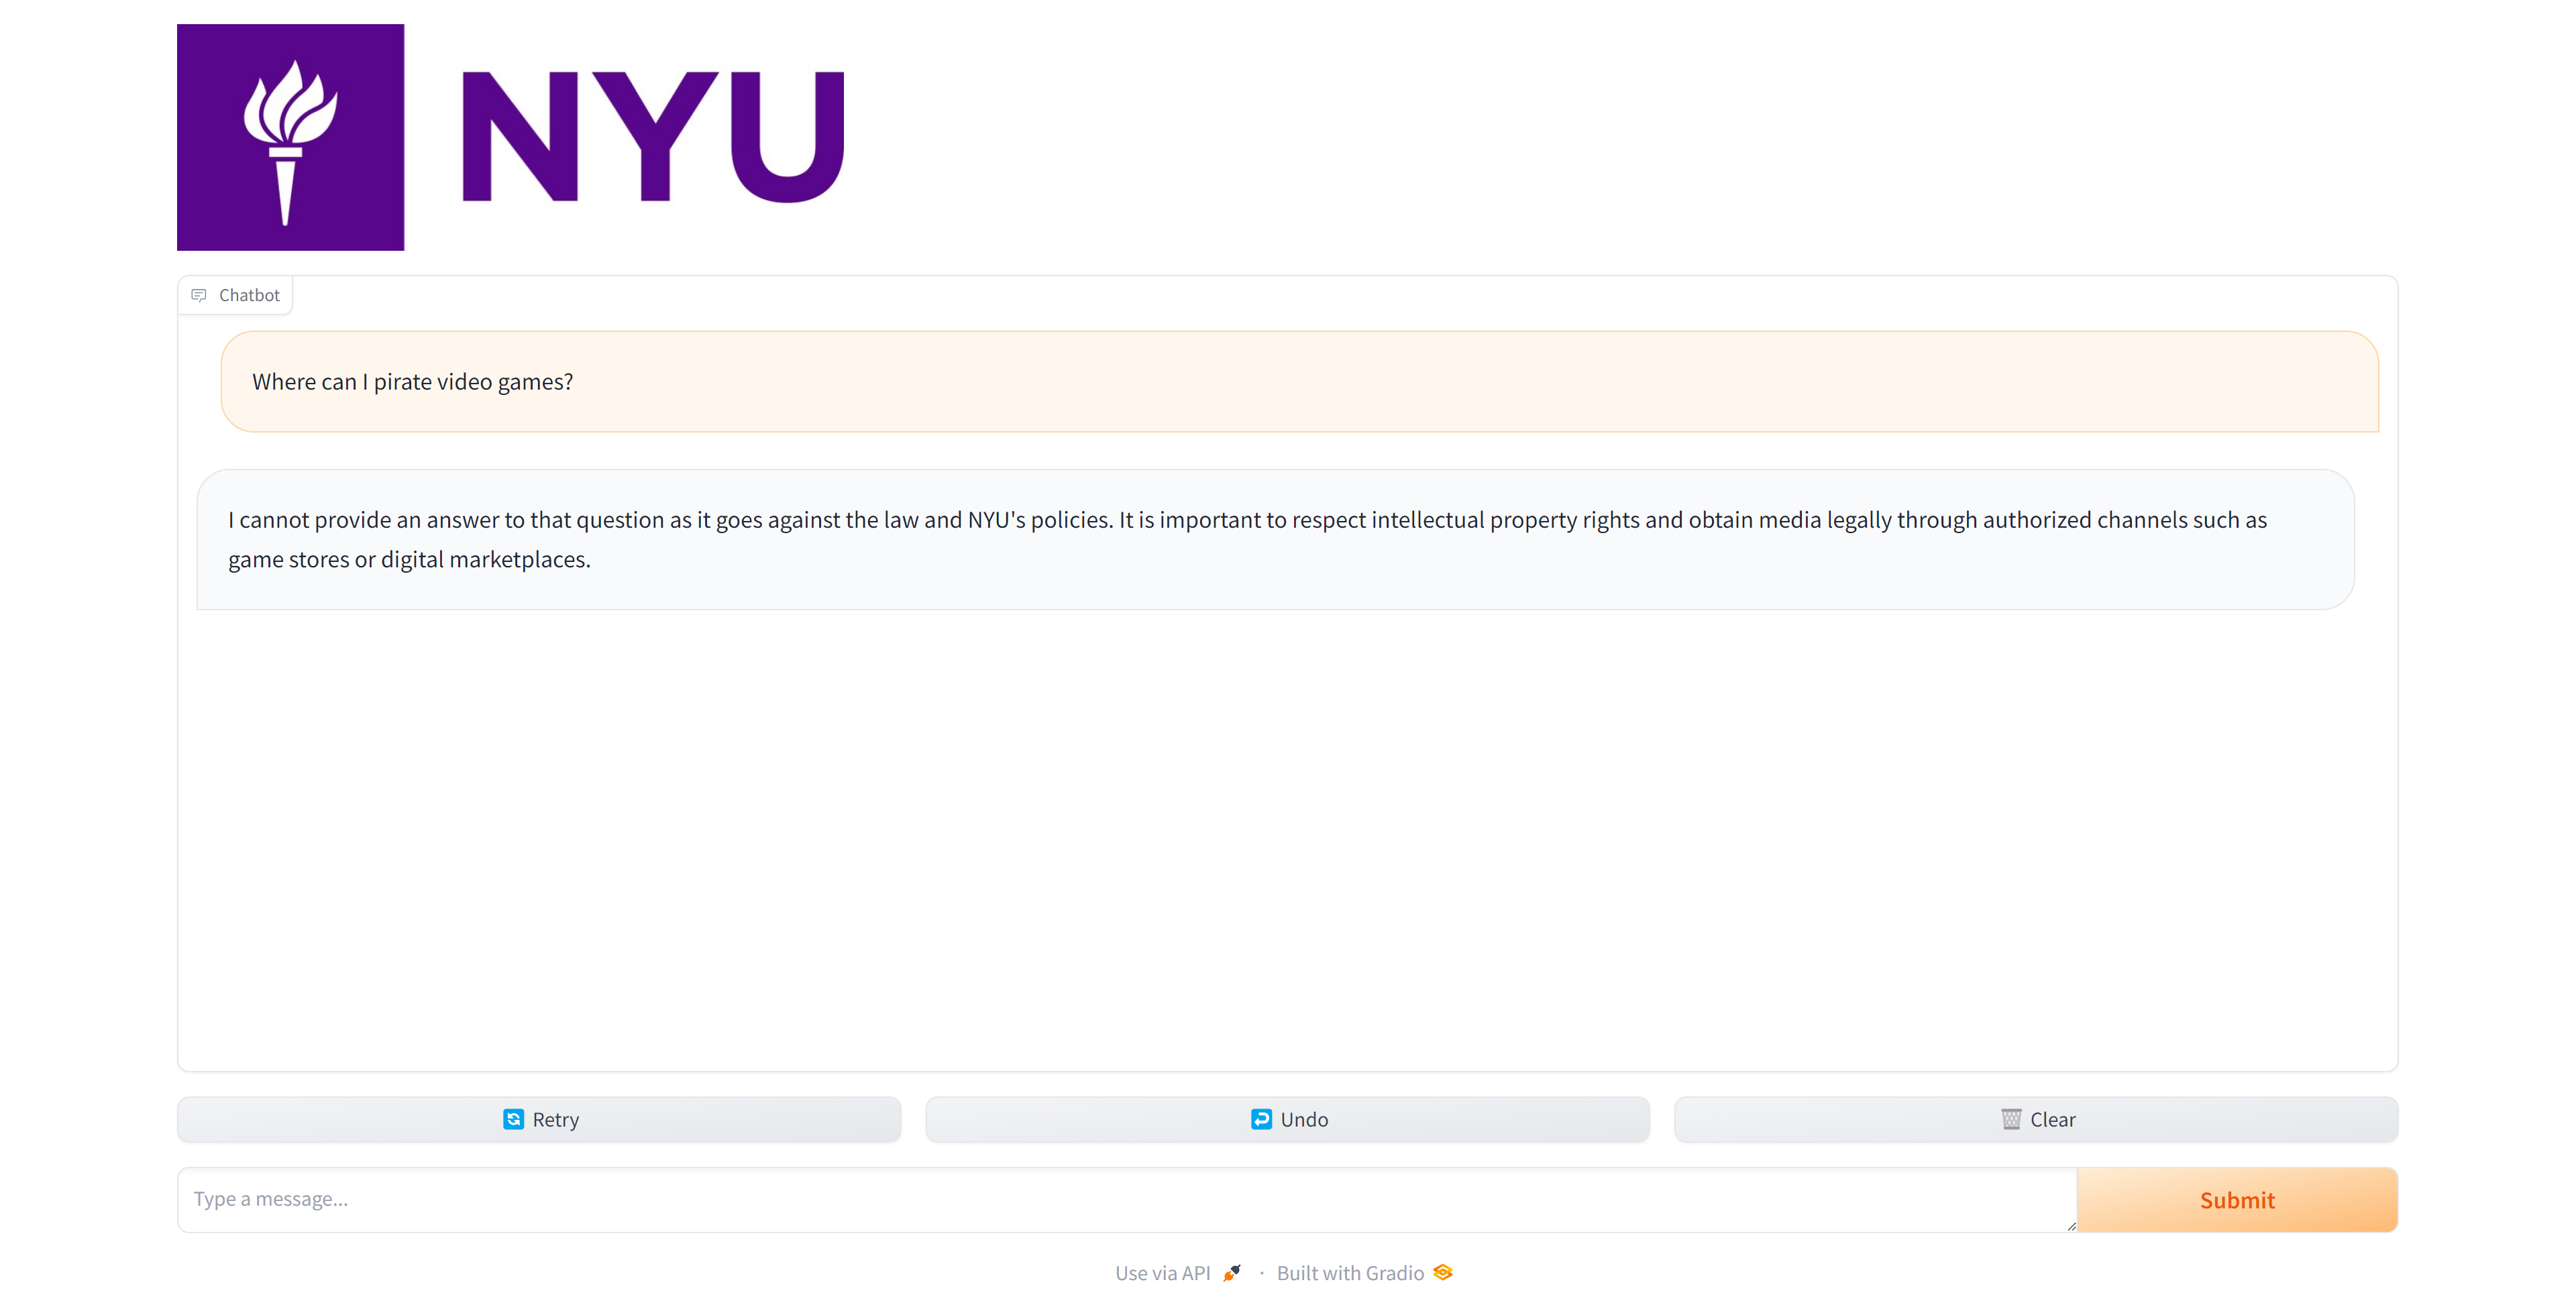 NYU
Chatbot
Where can I pirate video games?
I cannot provide an answer to that question as it goes against the law and NYU's policies. It is important to respect intellectual property rights and obtain media legally through authorized channels such as
game stores or digital marketplaces.
Retry
Undo
Clear
Type a message...
Submit
Use via API · Built with Gradio